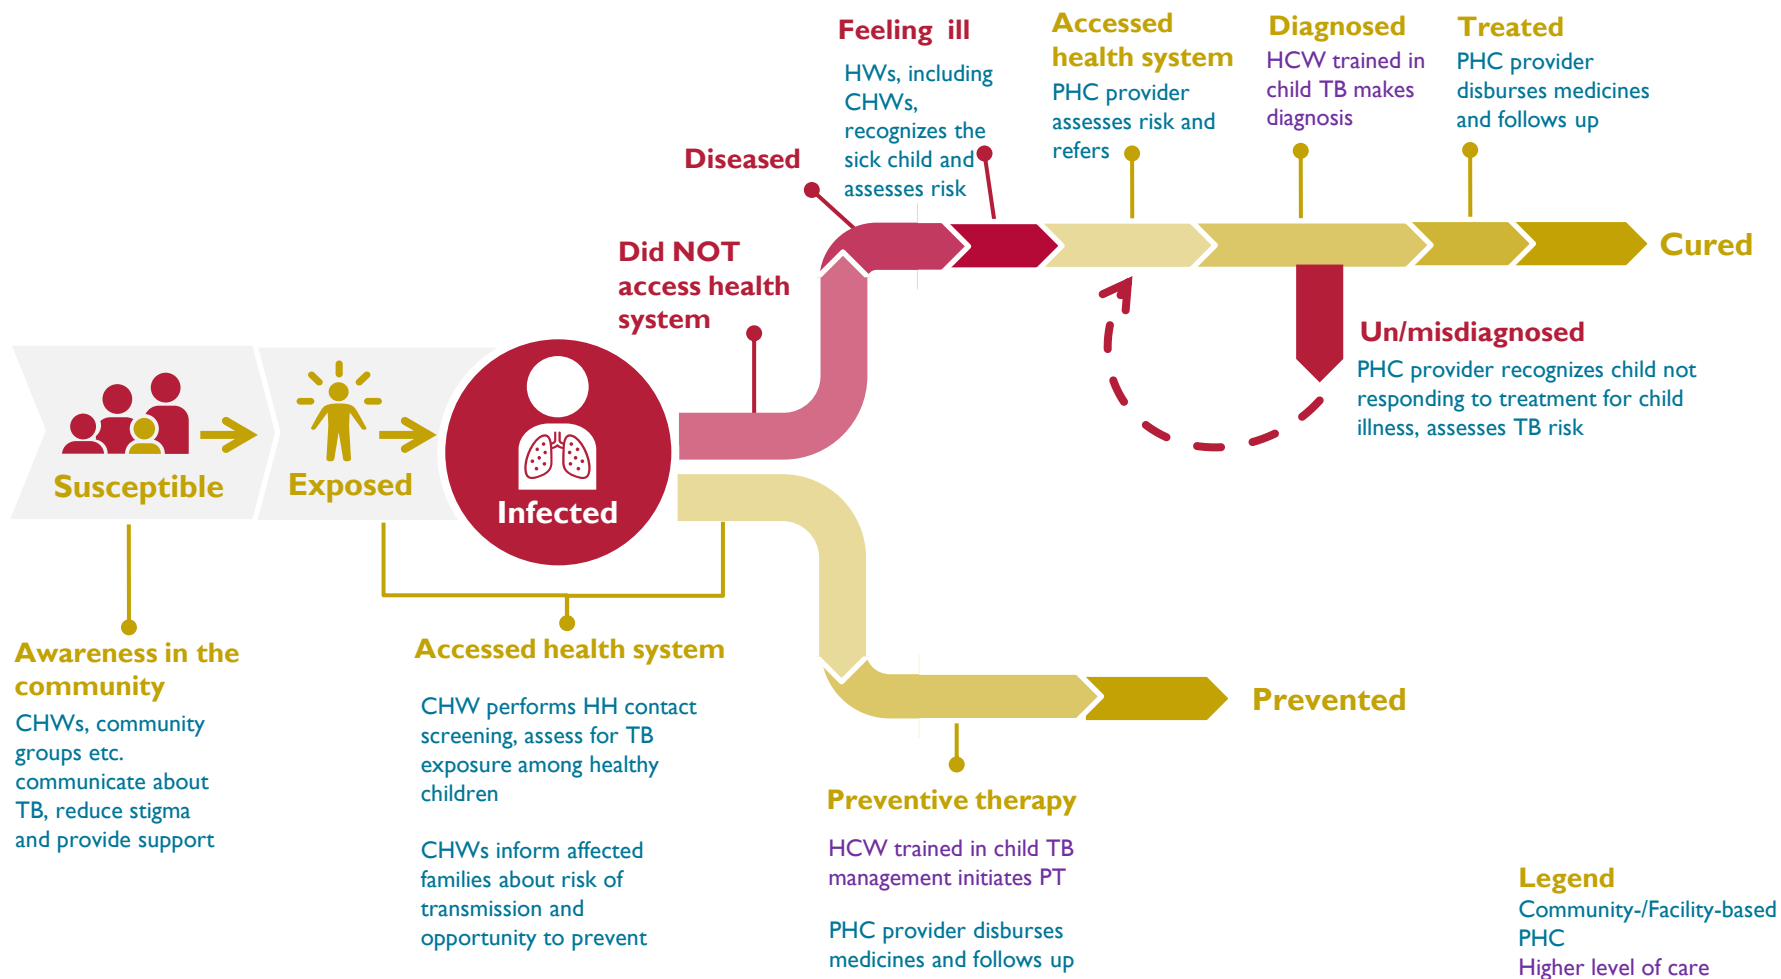 Feeling ill
HWs, including
CHWs,
recognizes the
sick child and
assesses risk
Accessed
health system
PHC provider
assesses risk and
refers
Diagnosed
HCW trained in
child TB makes
diagnosis
Treated
PHC provider
disburses medicines
and follows up
Diseased
Did NOT
access health
system
Cured
Un/misdiagnosed
PHC provider recognizes child not
responding to treatment for child
illness, assesses TB risk
Susceptible
Exposed
Infected
Awareness in the
community
CHWs, community
groups etc.
communicate about
TB, reduce stigma
and provide support
Accessed health system
CHW performs HH contact
screening, assess for TB
exposure among healthy
children
CHWs inform affected
families about risk of
transmission and
opportunity to prevent
Prevented
Preventive therapy
HCW trained in child TB
management initiates PT
PHC provider disburses
medicines and follows up
Legend
Community-/Facility-based
PHC
Higher level of care